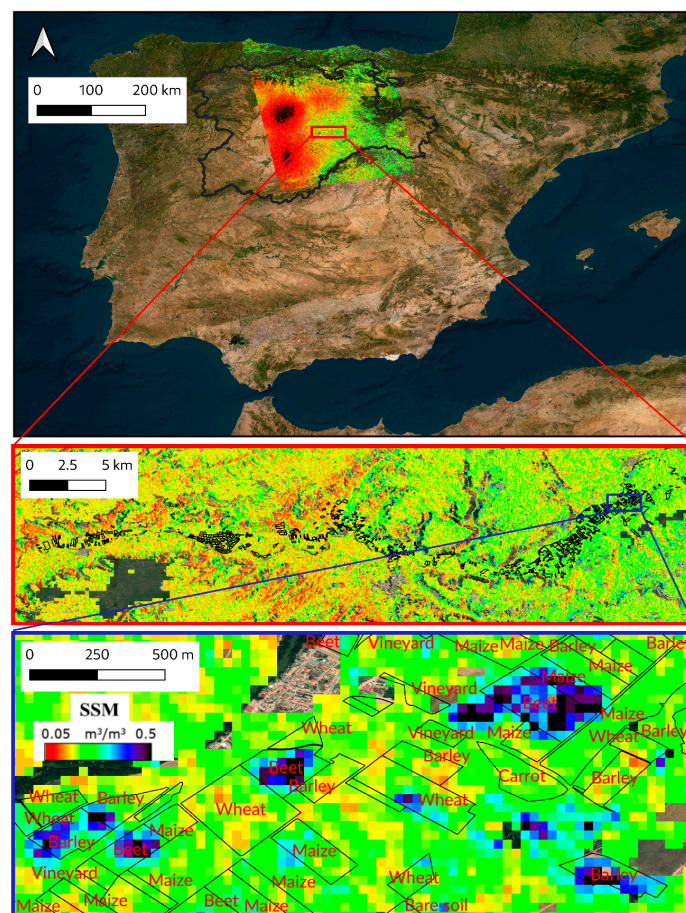 0 100 200 km
0 2.5 5 km
Beet Vineyard Maize Maize Barley Barle
0 250 500 m
Maize
Maize
Vineyard
Beet
SSM
Maize
0.05 m³/m³ 0.5
Wheat Vineyard Maize Wheat Barley
Barley
Beet
Carrot Barley
Barley
Wheat Barley
Wheat
Wheat
Wheat
Maize
Barley
Beet
Maize
Vineyard
Maize
Maize
Wheat
Barley
Maize
Maize
Beet
Maize
Bare soil